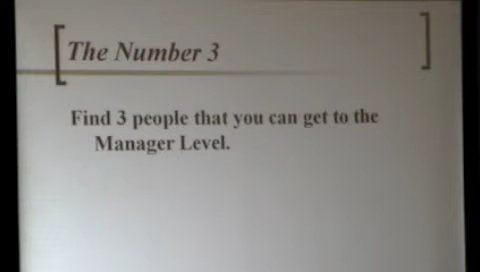 The Number 3
Find 3 people that you can get to the
Manager Level.